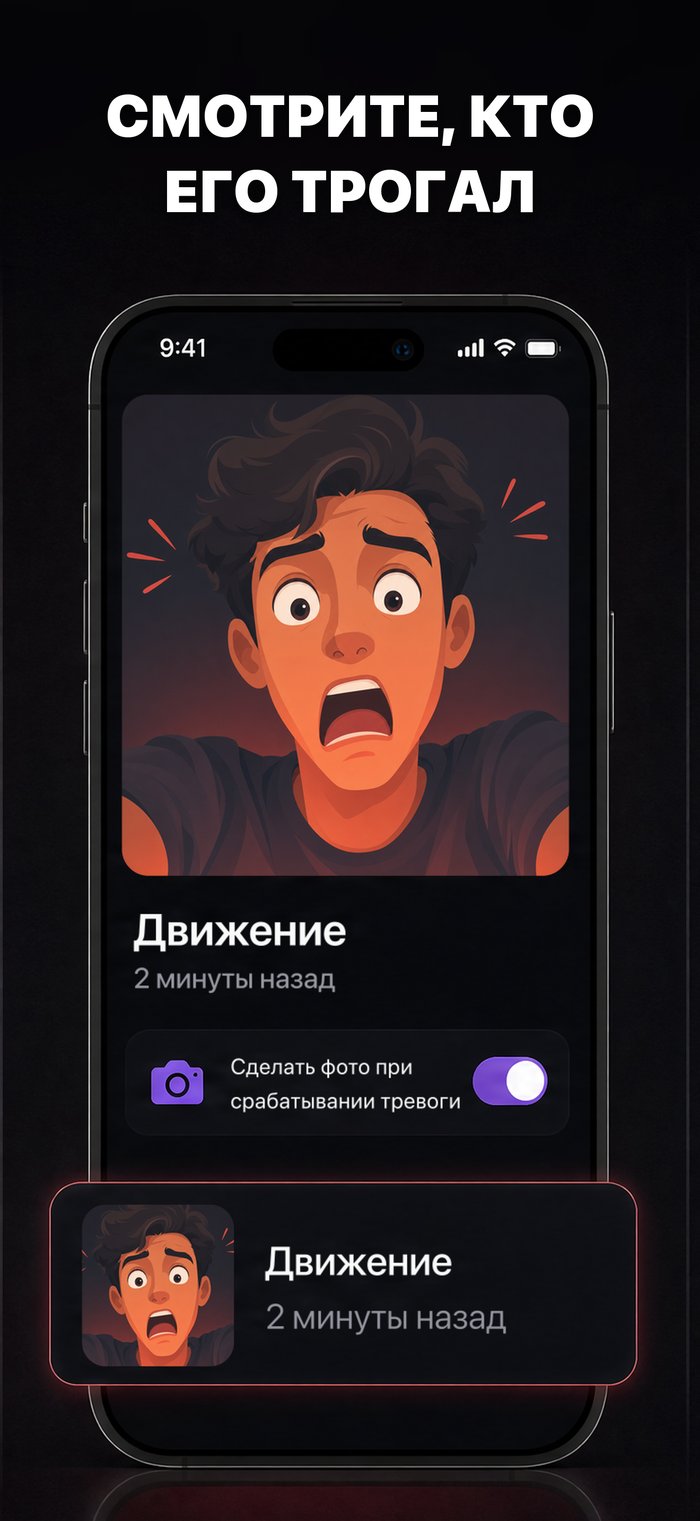 СМОТРИТЕ, КТО
ЕГО ТРОГАЛ
9:41
Движение
2 минуты назад
Сделать фото при
срабатывании тревоги
Движение
2 минуты назад